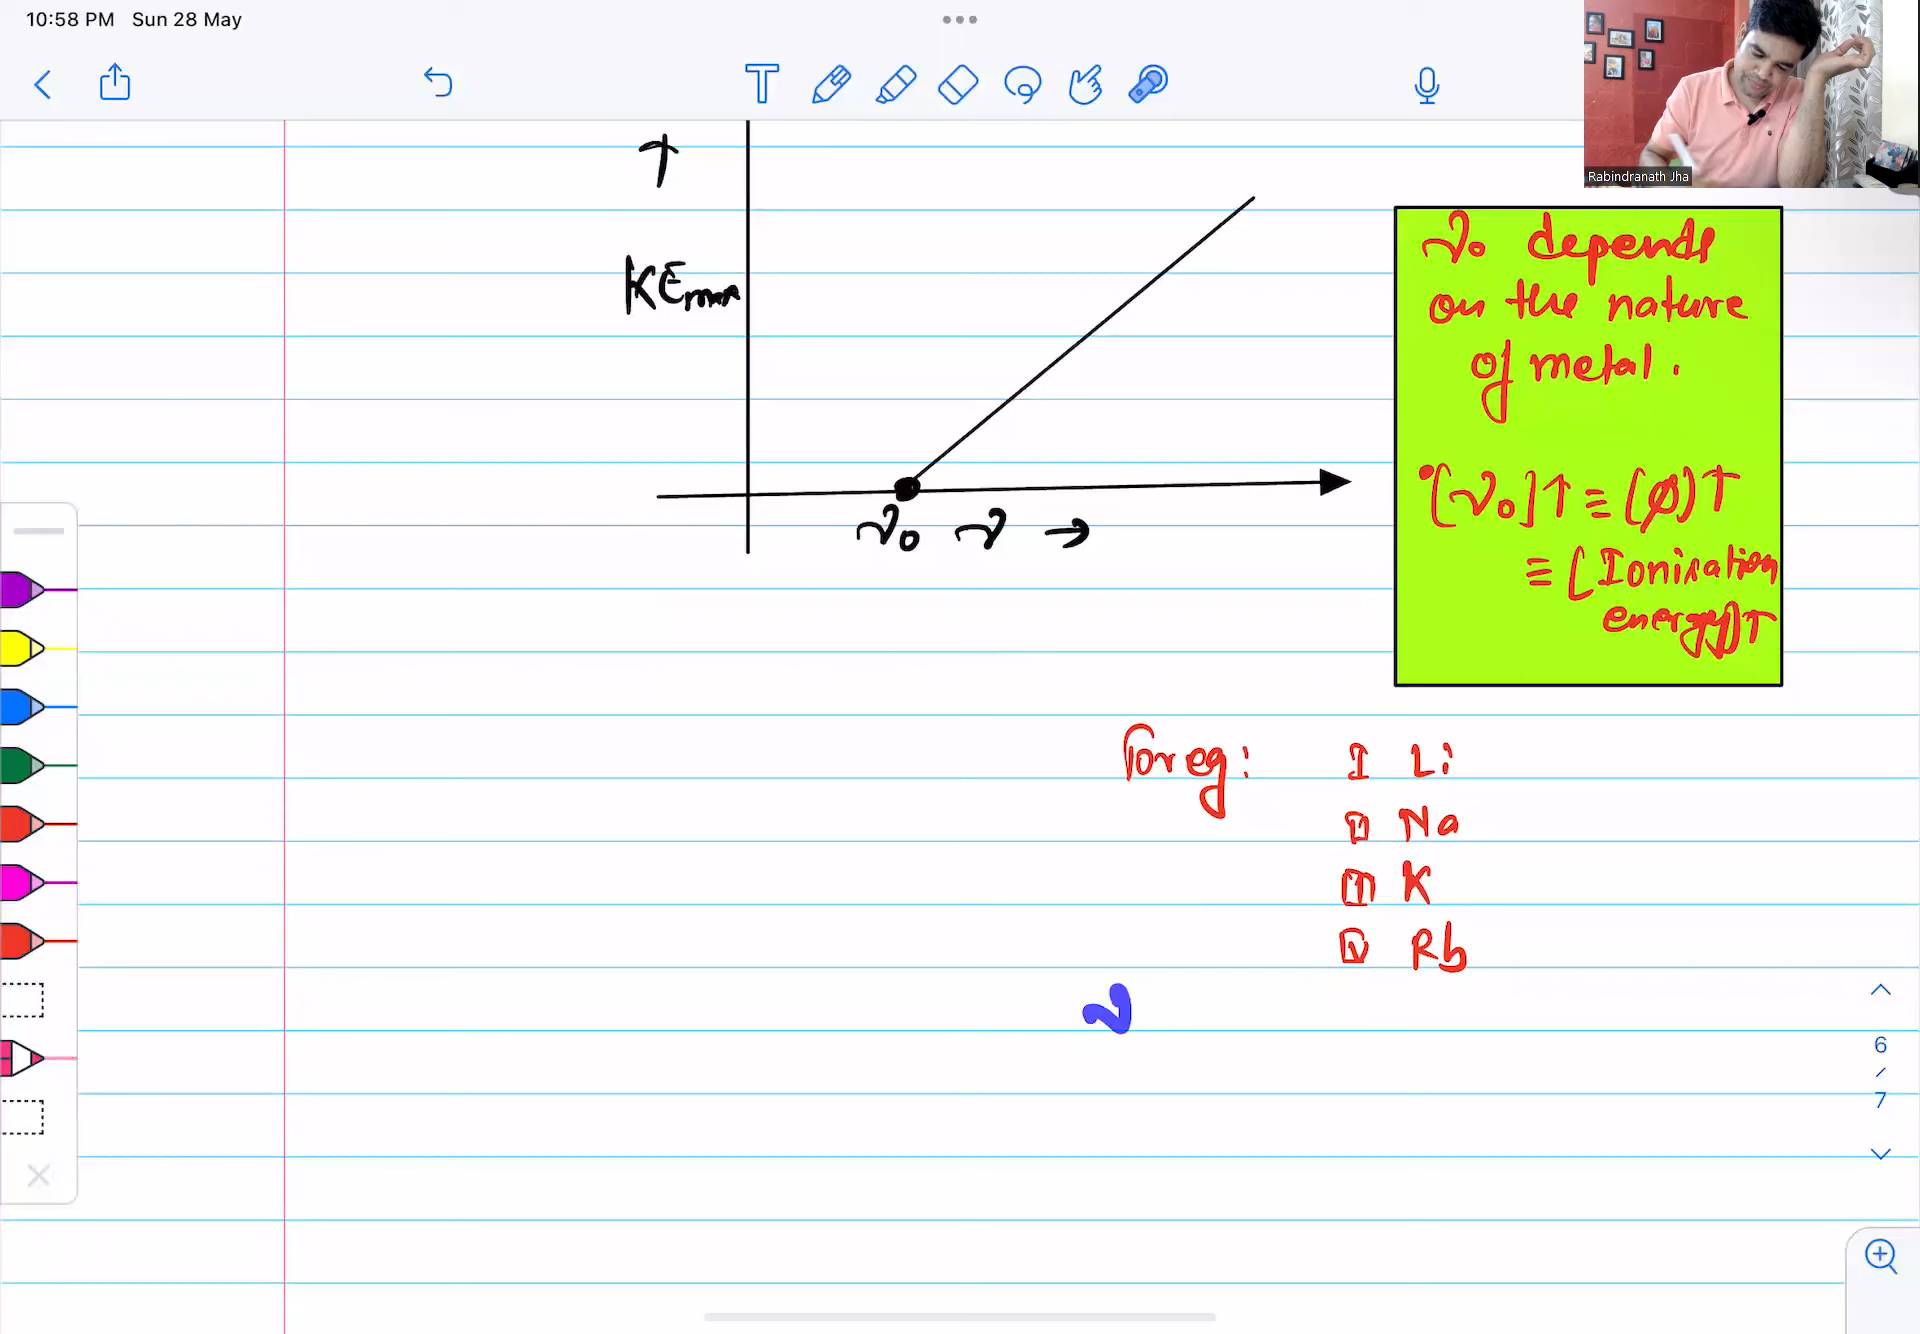 10:58 PM Sun 28 May
T
Rabindranath Jha
↑
KEmax
ν₀ ν →
ν₀ depends
on the nature
of metal.
•[ν₀]↑ ≡ (φ)↑
≡ [Ionisation
energy]↑
For eg: I Li
II Na
III K
IV Rb
ν
6
/
7